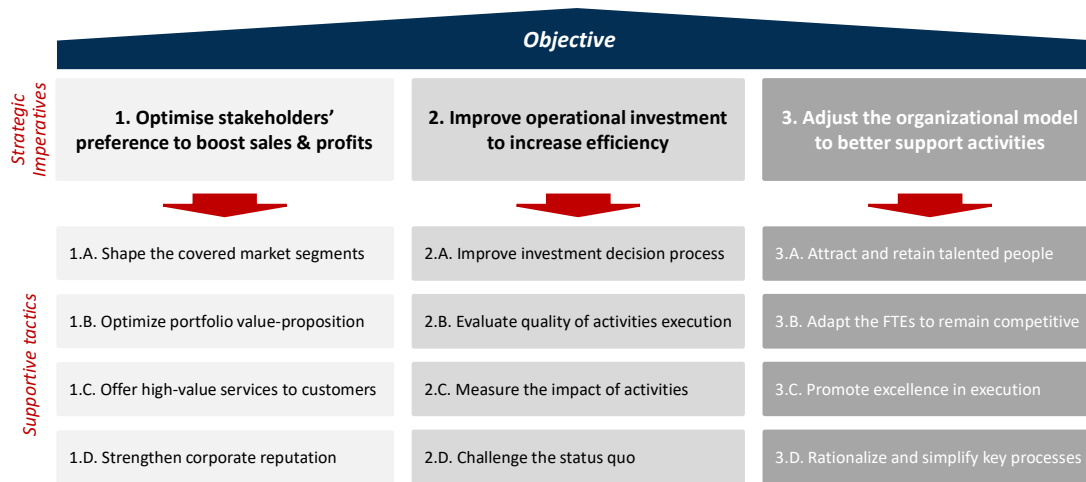 Objective
Strategic
Imperatives
1. Optimise stakeholders’
preference to boost sales & profits
2. Improve operational investment
to increase efficiency
3. Adjust the organizational model
to better support activities
Supportive tactics
1.A. Shape the covered market segments
2.A. Improve investment decision process
3.A. Attract and retain talented people
1.B. Optimize portfolio value-proposition
2.B. Evaluate quality of activities execution
3.B. Adapt the FTEs to remain competitive
1.C. Offer high-value services to customers
2.C. Measure the impact of activities
3.C. Promote excellence in execution
1.D. Strengthen corporate reputation
2.D. Challenge the status quo
3.D. Rationalize and simplify key processes